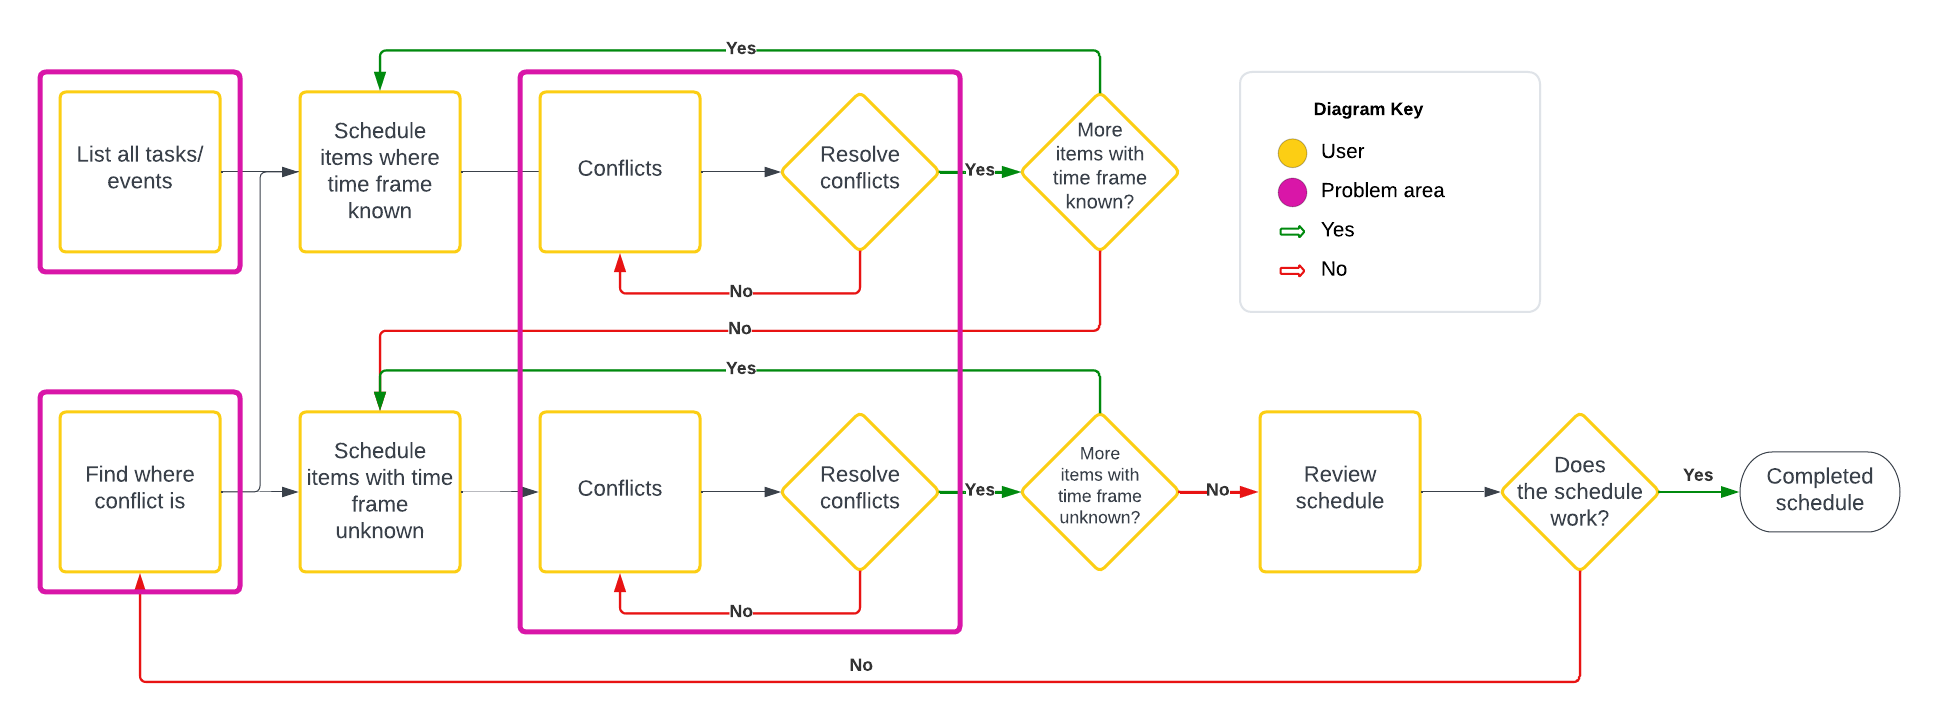 Yes
List all tasks/
events
Schedule
items where
time frame
known
Conflicts
Resolve
conflicts
Yes
More
items with
time frame
known?
No
No
Diagram Key
User
Problem area
Yes
No
Yes
Find where
conflict is
Schedule
items with time
frame
unknown
Conflicts
Resolve
conflicts
Yes
More
items with
time frame
unknown?
No
Review
schedule
Does
the schedule
work?
Yes
Completed
schedule
No
No